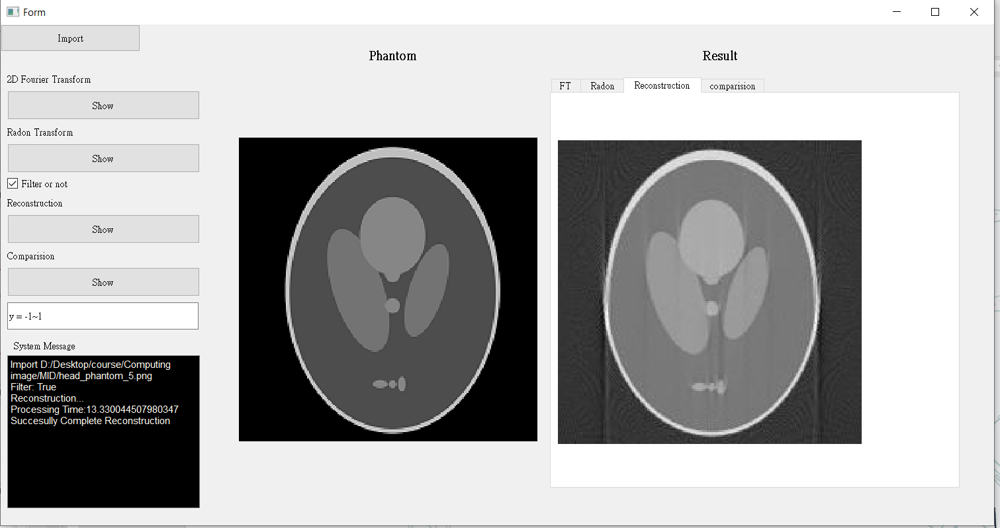 Form
Import
Phantom
Result
2D Fourier Transform
Show
Radon Transform
Show
Filter or not
Reconstruction
Show
Comparision
Show
y = -1~1
System Message
Import D:/Desktop/course/Computing
image/MID/head_phantom_5.png
Filter: True
Reconstruction...
Processing Time:13.330044507980347
Succesully Complete Reconstruction
FT
Radon
Reconstruction
comparision